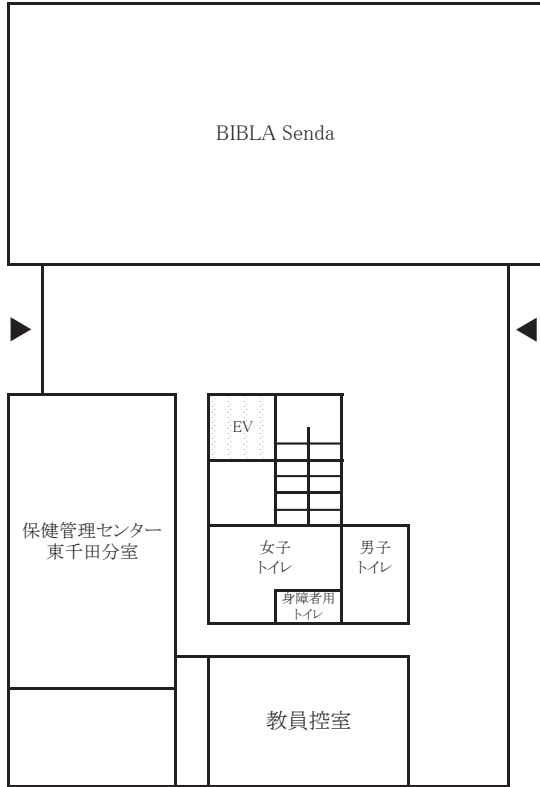 BIBLA Senda
EV
保健管理センター
東千田分室
女子
トイレ
男子
トイレ
身障者用
トイレ
教員控室